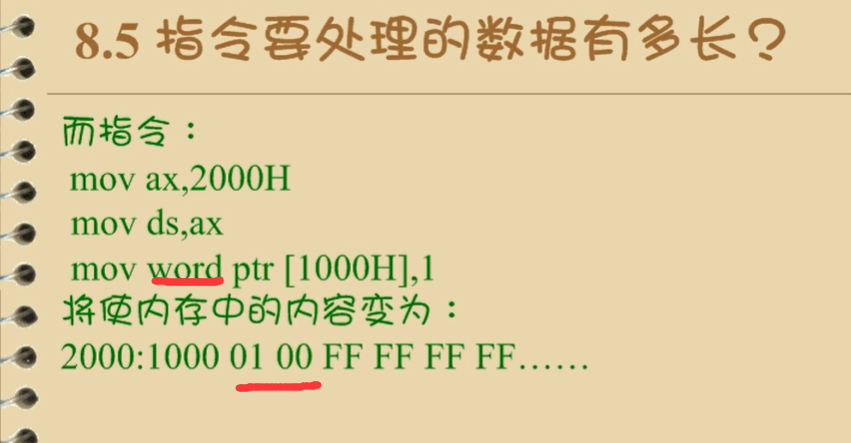 8.5 指令要处理的数据有多长？
而指令：
mov ax,2000H
mov ds,ax
mov word ptr [1000H],1
将使内存中的内容变为：
2000:1000 01 00 FF FF FF FF……